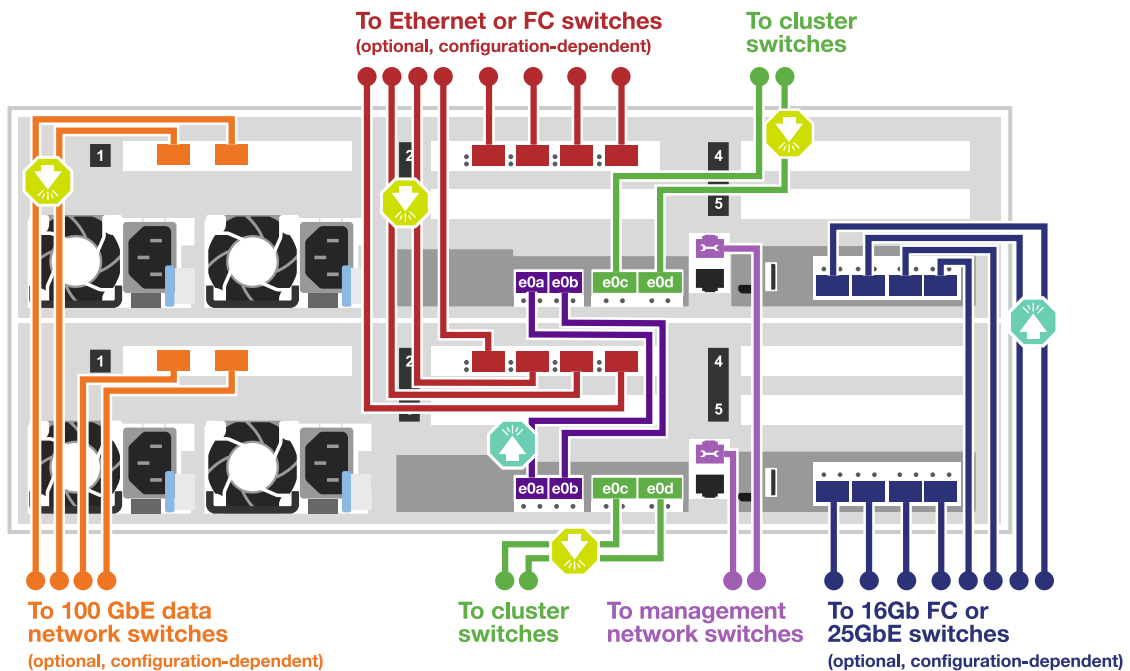 To Ethernet or FC switches
(optional, configuration-dependent)
To cluster
switches
1
2
4
5
e0a e0b e0c e0d
1
2
4
5
e0a e0b e0c e0d
To 100 GbE data
network switches
(optional, configuration-dependent)
To cluster
switches
To management
network switches
To 16Gb FC or
25GbE switches
(optional, configuration-dependent)